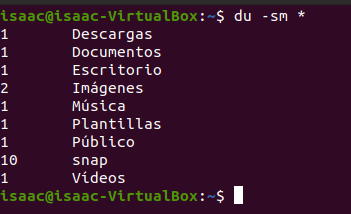 isaac@isaac-VirtualBox:~$ du -sm *
1 Descargas
1 Documentos
1 Escritorio
2 Imágenes
1 Música
1 Plantillas
1 Público
10 snap
1 Vídeos
isaac@isaac-VirtualBox:~$